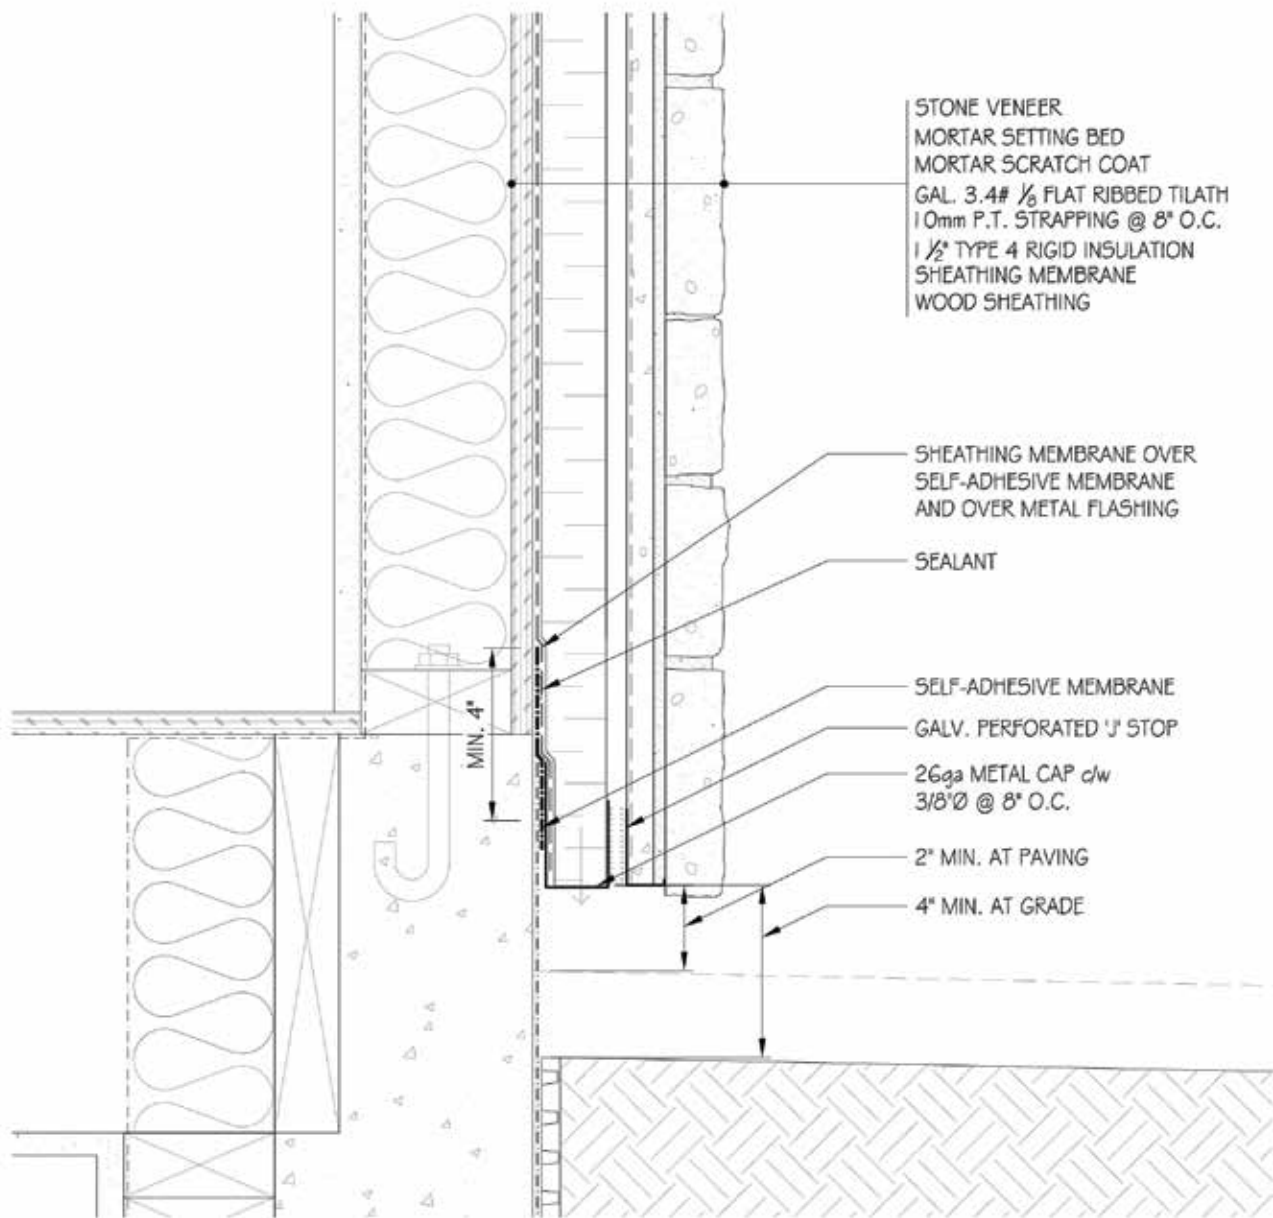 STONE VENEER
MORTAR SETTING BED
MORTAR SCRATCH COAT
GAL. 3.4# 1/8 FLAT RIBBED TILATH
10mm P.T. STRAPPING @ 8" O.C.
1 1/2" TYPE 4 RIGID INSULATION
SHEATHING MEMBRANE
WOOD SHEATHING
SHEATHING MEMBRANE OVER
SELF-ADHESIVE MEMBRANE
AND OVER METAL FLASHING
SEALANT
SELF-ADHESIVE MEMBRANE
GALV. PERFORATED 'J' STOP
26ga METAL CAP c/w
3/8"Ø @ 8" O.C.
2" MIN. AT PAVING
4" MIN. AT GRADE
MIN. 4"